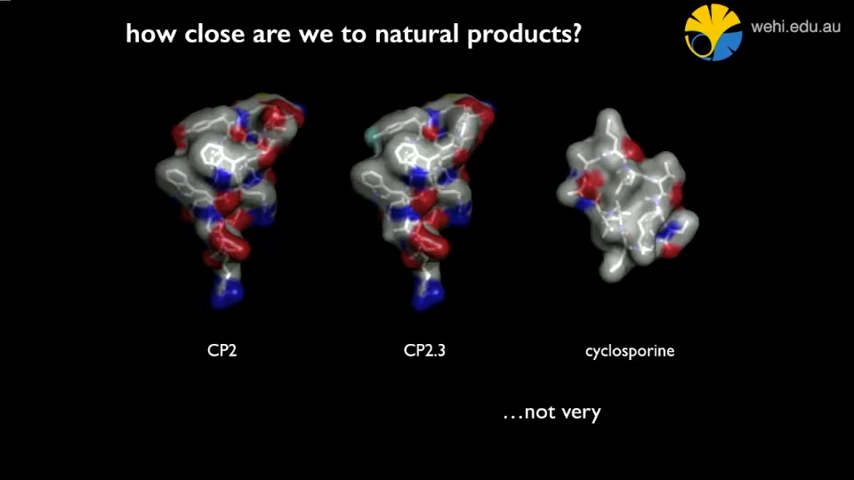 how close are we to natural products?
wehi.edu.au
CP2
CP2.3
cyclosporine
…not very